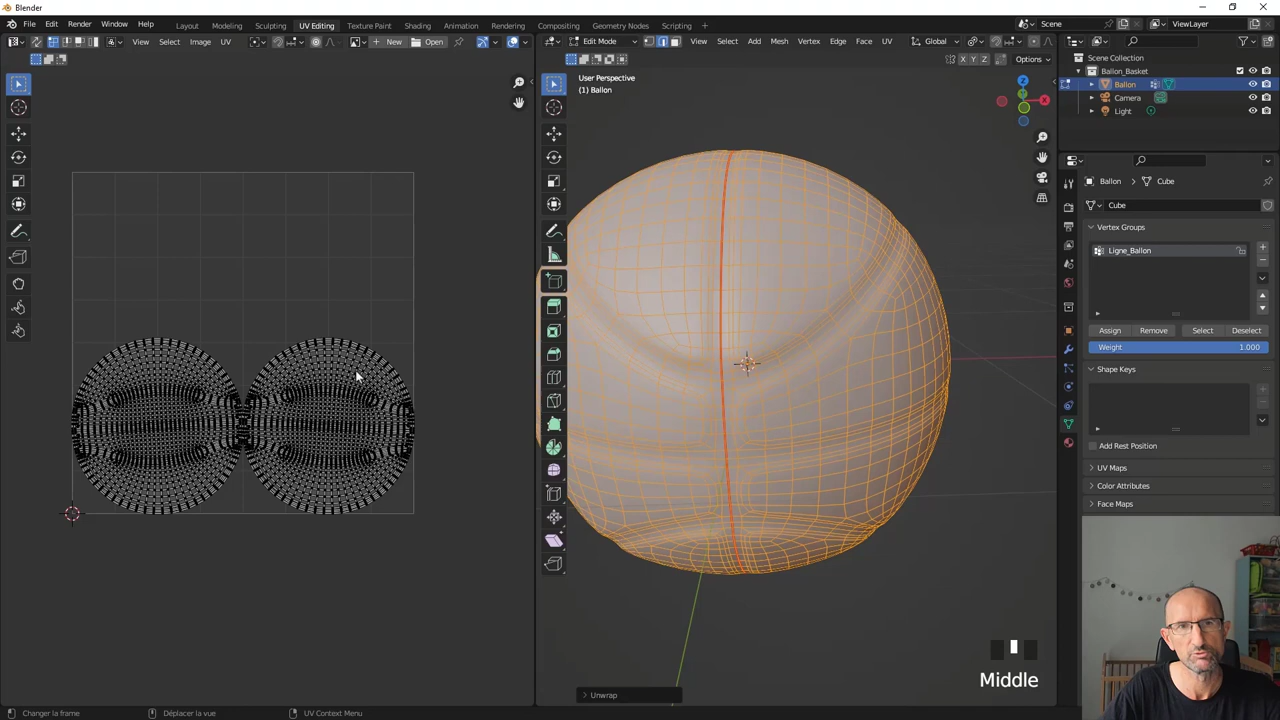 Blender
File Edit Render Window Help Layout Modeling Sculpting UV Editing Texture Paint Shading Animation Rendering Compositing Geometry Nodes Scripting + Scene ViewLayer
View Select Image UV New Open Edit Mode View Select Add Mesh Vertex Edge Face UV Global
X Y Z Options
User Perspective
(1) Ballon
Scene Collection
Ballon_Basket
Ballon
Camera
Light
X
Ballon Cube
Cube
Vertex Groups
Ligne_Ballon
Assign Remove Select Deselect
Weight 1.000
Shape Keys
Add Rest Position
UV Maps
Color Attributes
Face Maps
Middle
Unwrap
Changer la frame Déplacer la vue UV Context Menu